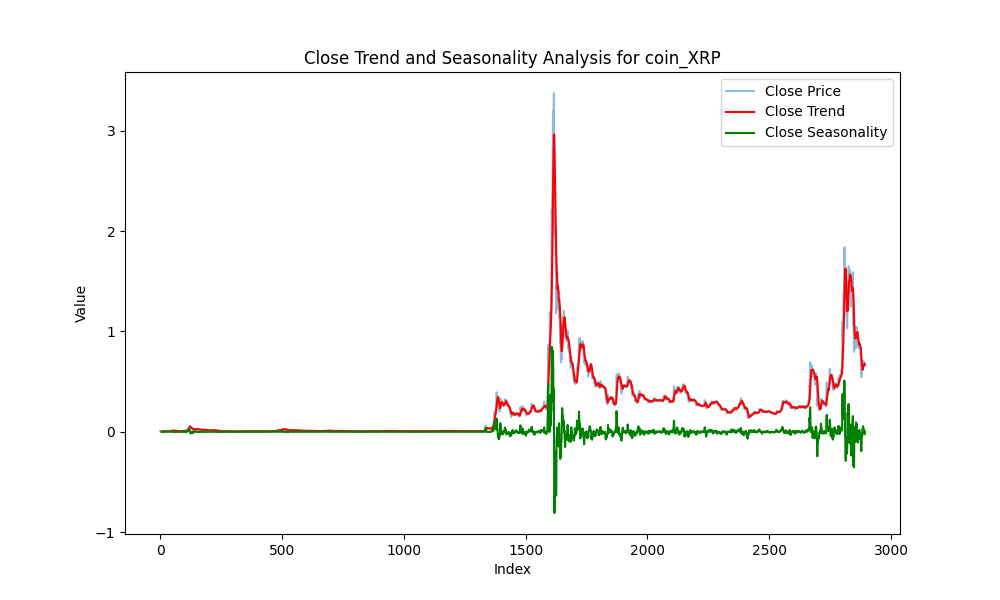 Close Trend and Seasonality Analysis for coin_XRP
Close Price
Close Trend
Close Seasonality
Value
3
2
1
0
−1
0 500 1000 1500 2000 2500 3000
Index